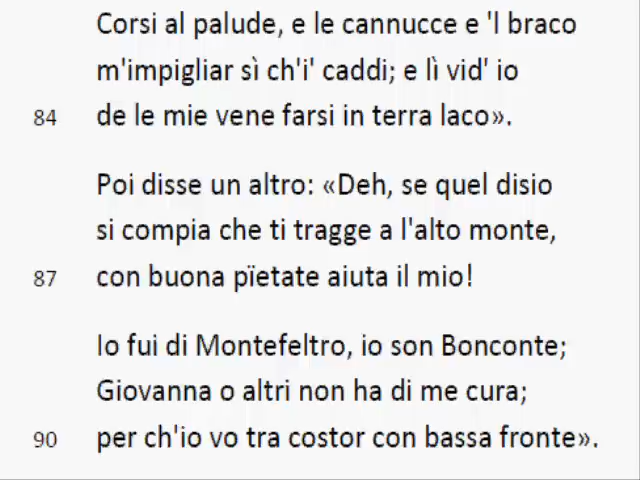 Corsi al palude, e le cannucce e 'l braco
m'impigliar sì ch'i' caddi; e lì vid' io
84 de le mie vene farsi in terra laco».
Poi disse un altro: «Deh, se quel disio
si compia che ti tragge a l'alto monte,
87 con buona pïetate aiuta il mio!
Io fui di Montefeltro, io son Bonconte;
Giovanna o altri non ha di me cura;
90 per ch'io vo tra costor con bassa fronte».